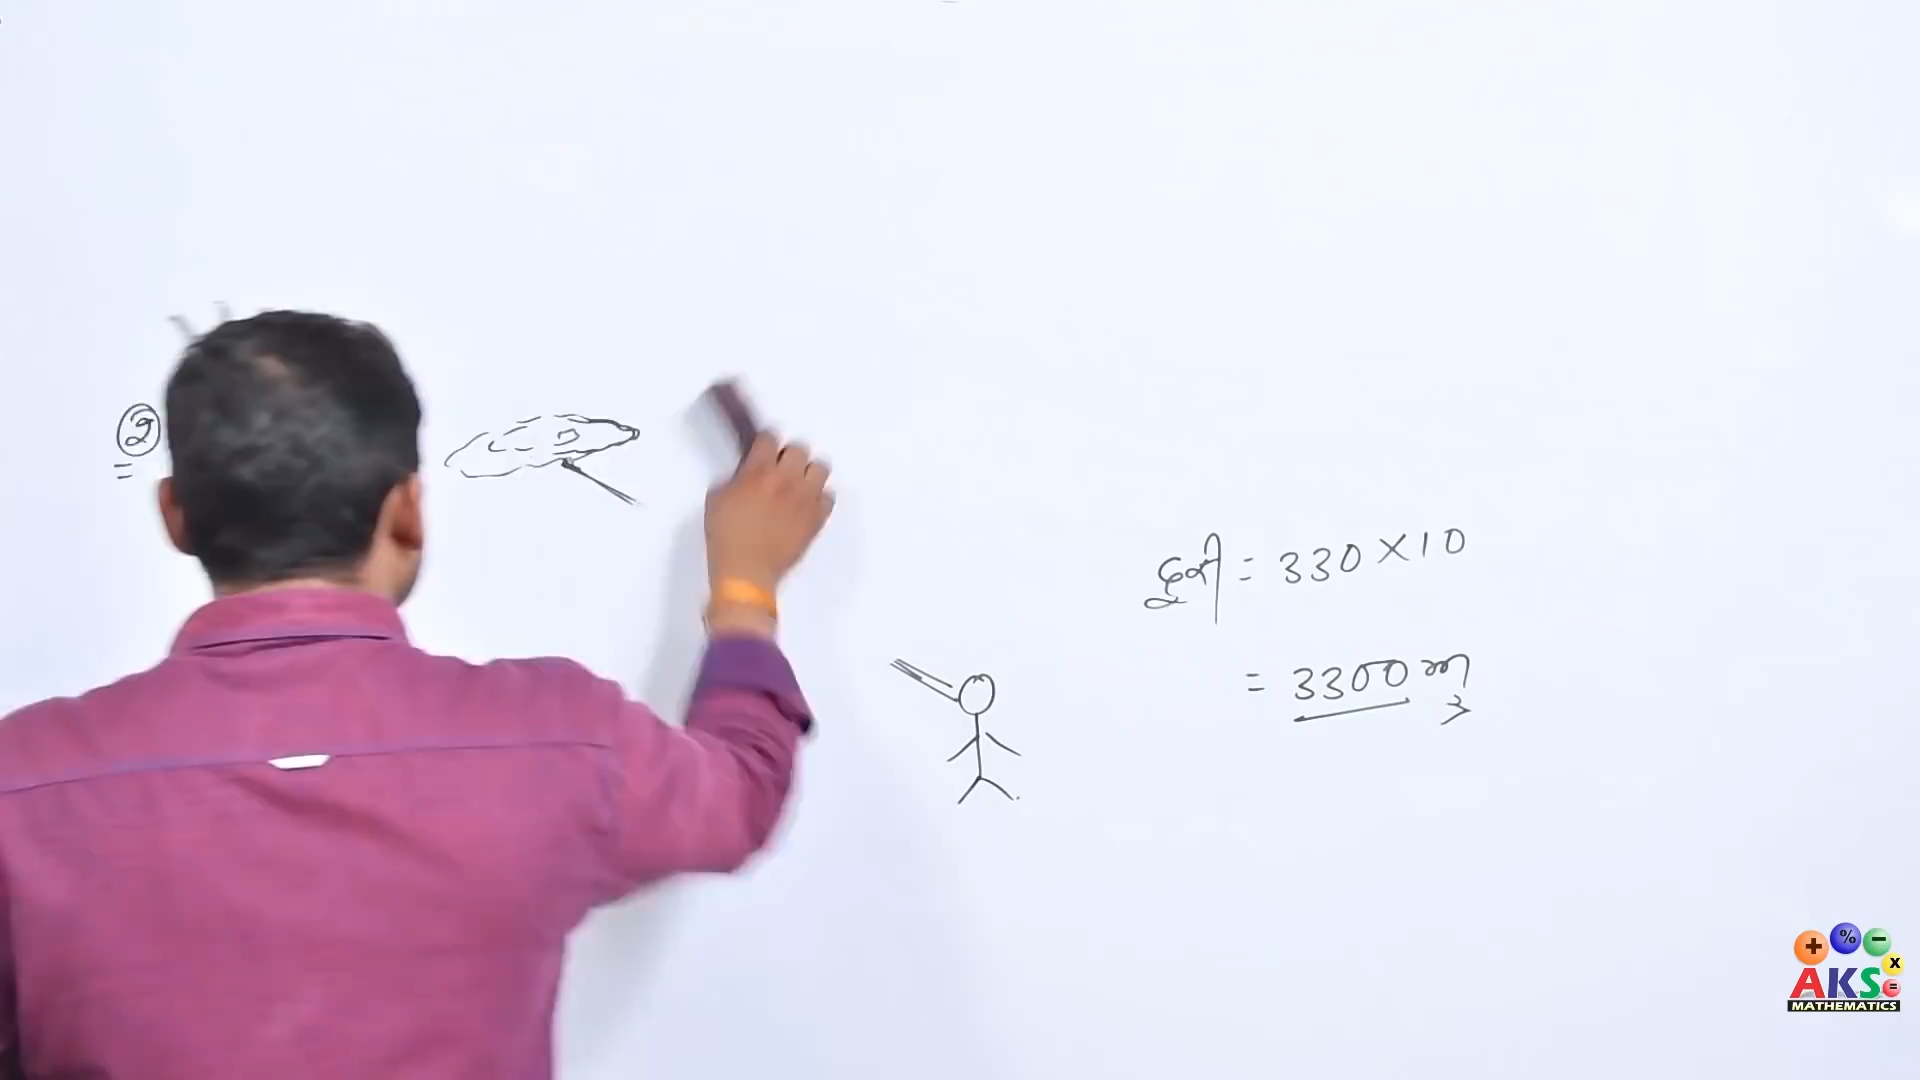 ②
=
दुरी = 330 × 10
= 3300 m
+ % -
x
AKS =
MATHEMATICS